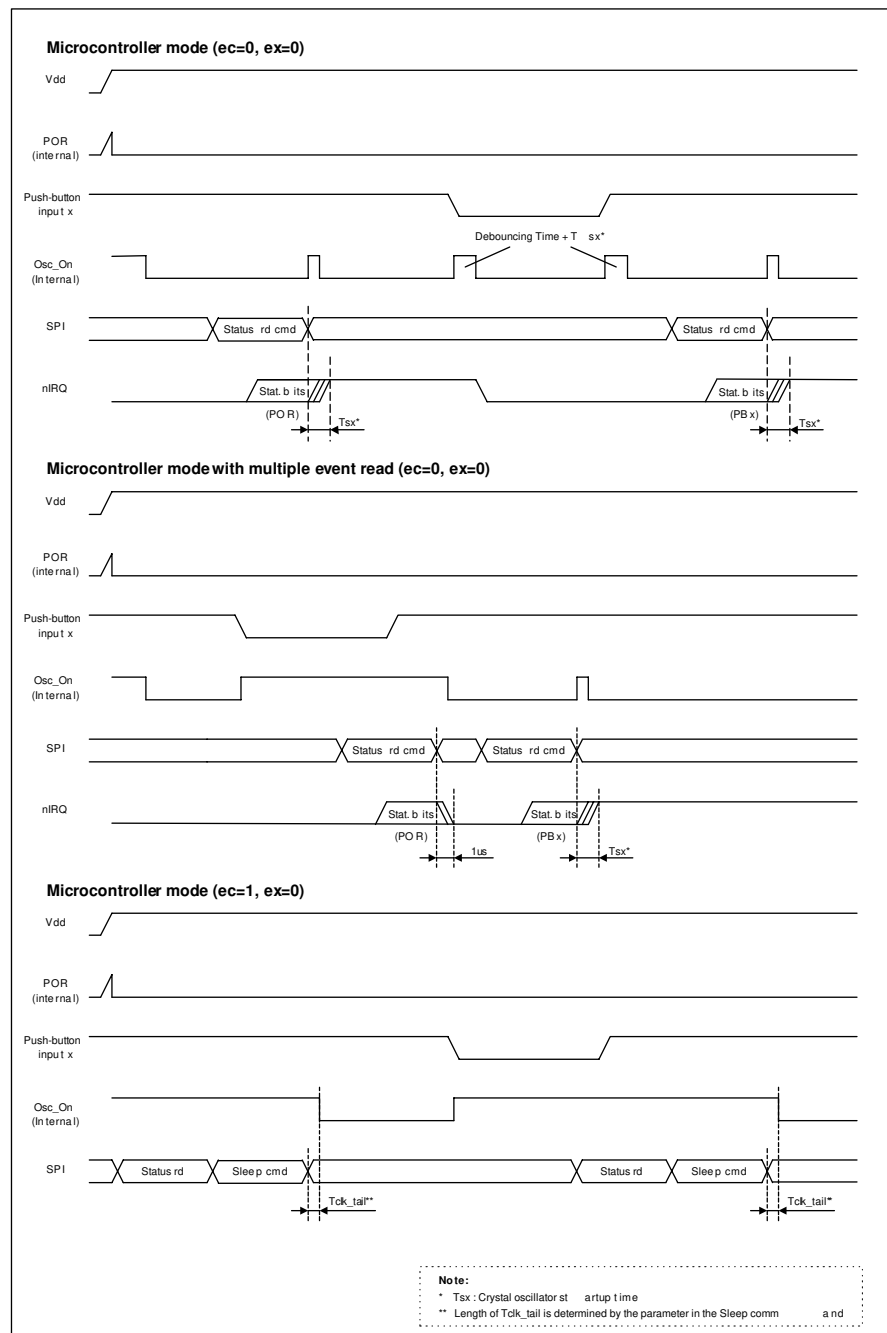 Microcontroller mode (ec=0, ex=0)
Vdd
POR
(internal)
Push-button
input x
Debouncing Time + T sx*
Osc_On
(Internal)
SPI
Status rd cmd
Status rd cmd
nIRQ
Stat. bits
Stat. bits
(POR)
Tsx*
(PBx)
Tsx*
Microcontroller mode with multiple event read (ec=0, ex=0)
Vdd
POR
(internal)
Push-button
input x
Osc_On
(Internal)
SPI
Status rd cmd
Status rd cmd
nIRQ
Stat. bits
Stat. bits
(POR)
1us
(PBx)
Tsx*
Microcontroller mode (ec=1, ex=0)
Vdd
POR
(internal)
Push-button
input x
Osc_On
(Internal)
SPI
Status rd
Sleep cmd
Status rd
Sleep cmd
Tclk_tail**
Tclk_tail*
Note:
* Tsx : Crystal oscillator st artup time
** Length of Tclk_tail is determined by the parameter in the Sleep comm and